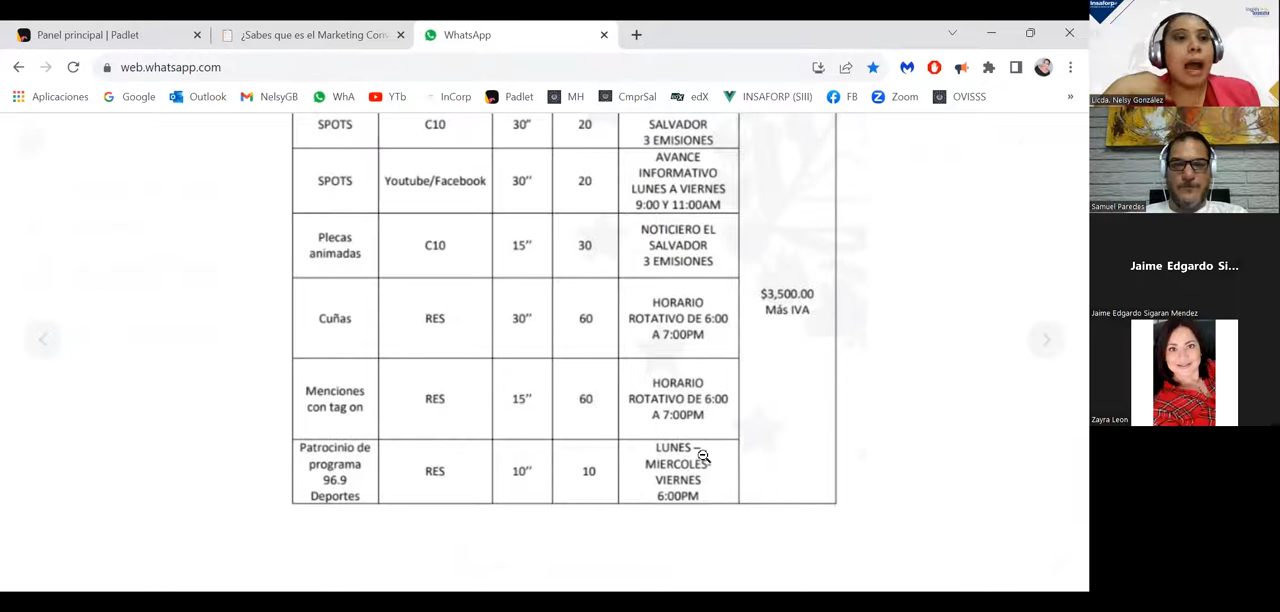 Panel principal | Padlet
¿Sabes que es el Marketing Con
WhatsApp
web.whatsapp.com
Aplicaciones
Google
Outlook
NelsyGB
WhA
YTb
InCorp
Padlet
MH
CmprSal
edX
INSAFORP (SIII)
FB
Zoom
OVISSS
»
SPOTS
C10
30"
20
SALVADOR
3 EMISIONES
SPOTS
Youtube/Facebook
30"
20
AVANCE
INFORMATIVO
LUNES A VIERNES
9:00 Y 11:00AM
Plecas
animadas
C10
15"
30
NOTICIERO EL
SALVADOR
3 EMISIONES
Cuñas
RES
30"
60
HORARIO
ROTATIVO DE 6:00
A 7:00PM
Menciones
con tag on
RES
15"
60
HORARIO
ROTATIVO DE 6:00
A 7:00PM
Patrocinio de
programa
96.9
Deportes
RES
10"
10
LUNES –
MIERCOLES-
VIERNES
6:00PM
$3,500.00
Más IVA
Insaforp
Licda. Nelsy González
Samuel Paredes
Jaime Edgardo Si...
Jaime Edgardo Sigaran Mendez
Zayra Leon